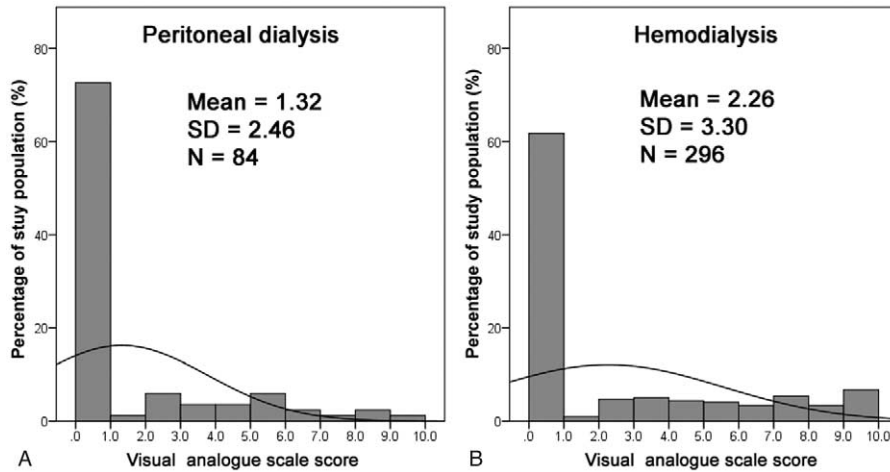 Peritoneal dialysis
Mean = 1.32
SD = 2.46
N = 84
Percentage of stuy population (%)
80
60
40
20
0
.0 1.0 2.0 3.0 4.0 5.0 6.0 7.0 8.0 9.0 10.0
Visual analogue scale score
A
Hemodialysis
Mean = 2.26
SD = 3.30
N = 296
Percentage of study population (%)
80
60
40
20
0
.0 1.0 2.0 3.0 4.0 5.0 6.0 7.0 8.0 9.0 10.0
Visual analogue scale score
B